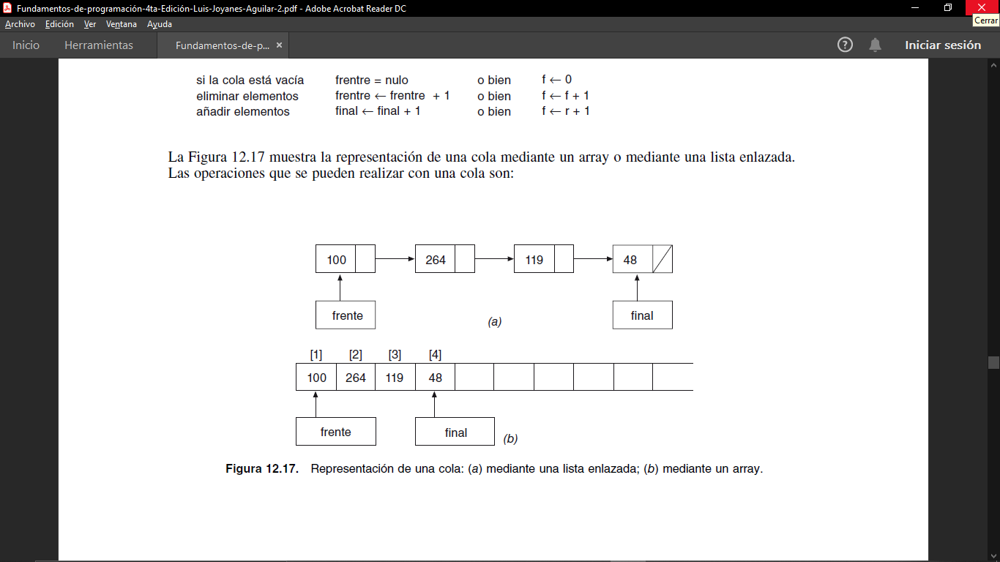 Fundamentos-de-programación-4ta-Edición-Luis-Joyanes-Aguilar-2.pdf - Adobe Acrobat Reader DC
Cerrar
Archivo Edición Ver Ventana Ayuda
Inicio Herramientas Fundamentos-de-p... × ? Iniciar sesión
si la cola está vacía frentre = nulo o bien f ← 0
eliminar elementos frentre ← frentre + 1 o bien f ← f + 1
añadir elementos final ← final + 1 o bien f ← r + 1
La Figura 12.17 muestra la representación de una cola mediante un array o mediante una lista enlazada.
Las operaciones que se pueden realizar con una cola son:
100 264 119 48
frente (a) final
[1] [2] [3] [4]
100 264 119 48
frente final (b)
Figura 12.17. Representación de una cola: (a) mediante una lista enlazada; (b) mediante un array.